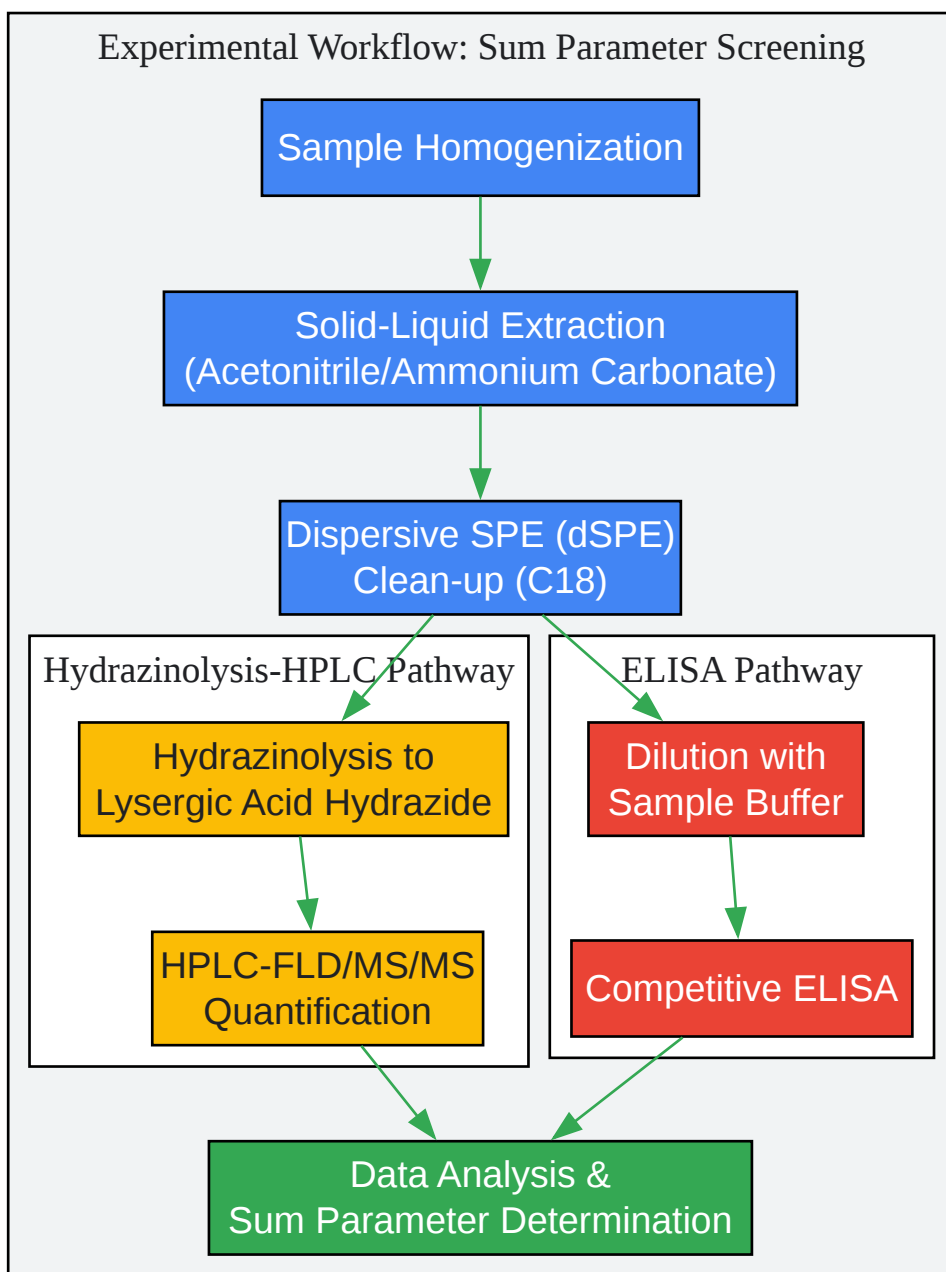 Experimental Workflow: Sum Parameter Screening
Sample Homogenization
Solid-Liquid Extraction
(Acetonitrile/Ammonium Carbonate)
Dispersive SPE (dSPE)
Clean-up (C18)
Hydrazinolysis-HPLC Pathway
Hydrazinolysis to
Lysergic Acid Hydrazide
HPLC-FLD/MS/MS
Quantification
ELISA Pathway
Dilution with
Sample Buffer
Competitive ELISA
Data Analysis &
Sum Parameter Determination